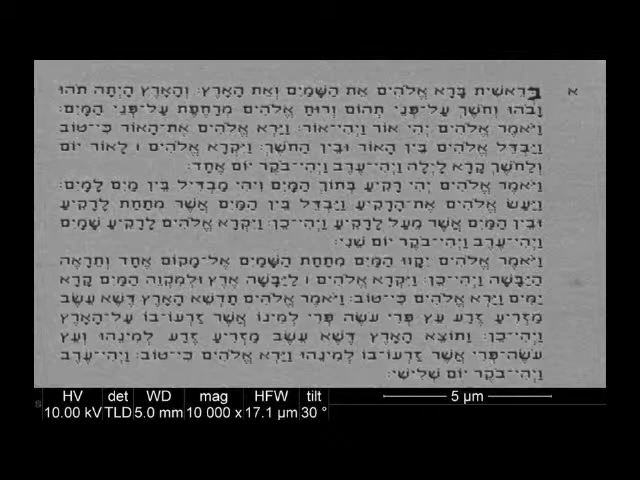 א בְּרֵאשִׁית בָּרָא אֱלֹהִים אֵת הַשָּׁמַיִם וְאֵת הָאָרֶץ: וְהָאָרֶץ הָיְתָה תֹהוּ
וָבֹהוּ וְחֹשֶׁךְ עַל־פְּנֵי תְהוֹם וְרוּחַ אֱלֹהִים מְרַחֶפֶת עַל־פְּנֵי הַמָּיִם:
וַיֹּאמֶר אֱלֹהִים יְהִי אוֹר וַיְהִי־אוֹר: וַיַּרְא אֱלֹהִים אֶת־הָאוֹר כִּי־טוֹב
וַיַּבְדֵּל אֱלֹהִים בֵּין הָאוֹר וּבֵין הַחֹשֶׁךְ: וַיִּקְרָא אֱלֹהִים ׀ לָאוֹר יוֹם
וְלַחֹשֶׁךְ קָרָא לָיְלָה וַיְהִי־עֶרֶב וַיְהִי־בֹקֶר יוֹם אֶחָד:
וַיֹּאמֶר אֱלֹהִים יְהִי רָקִיעַ בְּתוֹךְ הַמָּיִם וִיהִי מַבְדִּיל בֵּין מַיִם לָמָיִם:
וַיַּעַשׂ אֱלֹהִים אֶת־הָרָקִיעַ וַיַּבְדֵּל בֵּין הַמַּיִם אֲשֶׁר מִתַּחַת לָרָקִיעַ
וּבֵין הַמַּיִם אֲשֶׁר מֵעַל לָרָקִיעַ וַיְהִי־כֵן: וַיִּקְרָא אֱלֹהִים לָרָקִיעַ שָׁמָיִם
וַיְהִי־עֶרֶב וַיְהִי־בֹקֶר יוֹם שֵׁנִי:
וַיֹּאמֶר אֱלֹהִים יִקָּווּ הַמַּיִם מִתַּחַת הַשָּׁמַיִם אֶל־מָקוֹם אֶחָד וְתֵרָאֶה
הַיַּבָּשָׁה וַיְהִי־כֵן: וַיִּקְרָא אֱלֹהִים ׀ לַיַּבָּשָׁה אֶרֶץ וּלְמִקְוֵה הַמַּיִם קָרָא
יַמִּים וַיַּרְא אֱלֹהִים כִּי־טוֹב: וַיֹּאמֶר אֱלֹהִים תַּדְשֵׁא הָאָרֶץ דֶּשֶׁא עֵשֶׂב
מַזְרִיעַ זֶרַע עֵץ פְּרִי עֹשֶׂה פְּרִי לְמִינוֹ אֲשֶׁר זַרְעוֹ־בוֹ עַל־הָאָרֶץ
וַיְהִי־כֵן: וַתּוֹצֵא הָאָרֶץ דֶּשֶׁא עֵשֶׂב מַזְרִיעַ זֶרַע לְמִינֵהוּ וְעֵץ
עֹשֶׂה־פְּרִי אֲשֶׁר זַרְעוֹ־בוֹ לְמִינֵהוּ וַיַּרְא אֱלֹהִים כִּי־טוֹב: וַיְהִי־עֶרֶב
וַיְהִי־בֹקֶר יוֹם שְׁלִישִׁי:
HV det WD mag HFW tilt
10.00 kV TLD 5.0 mm 10 000 x 17.1 µm 30 ° 5 µm